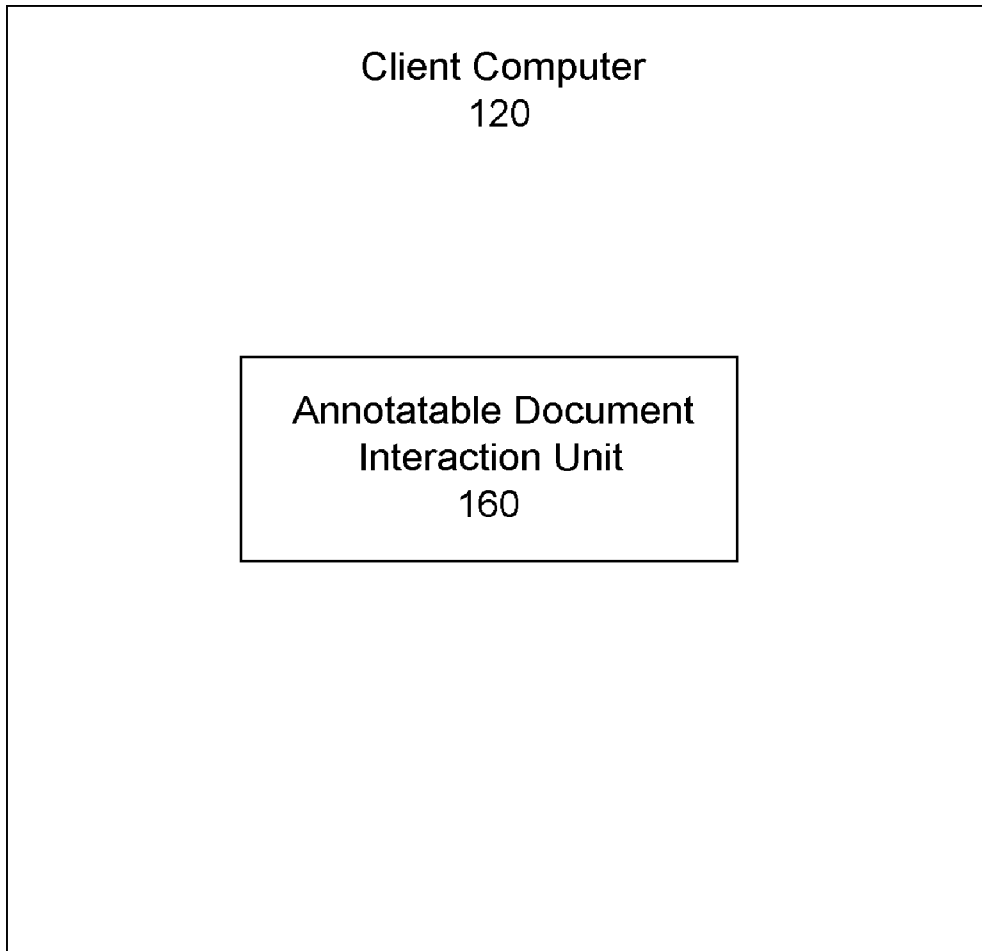 Client Computer
120
Annotatable Document
Interaction Unit
160